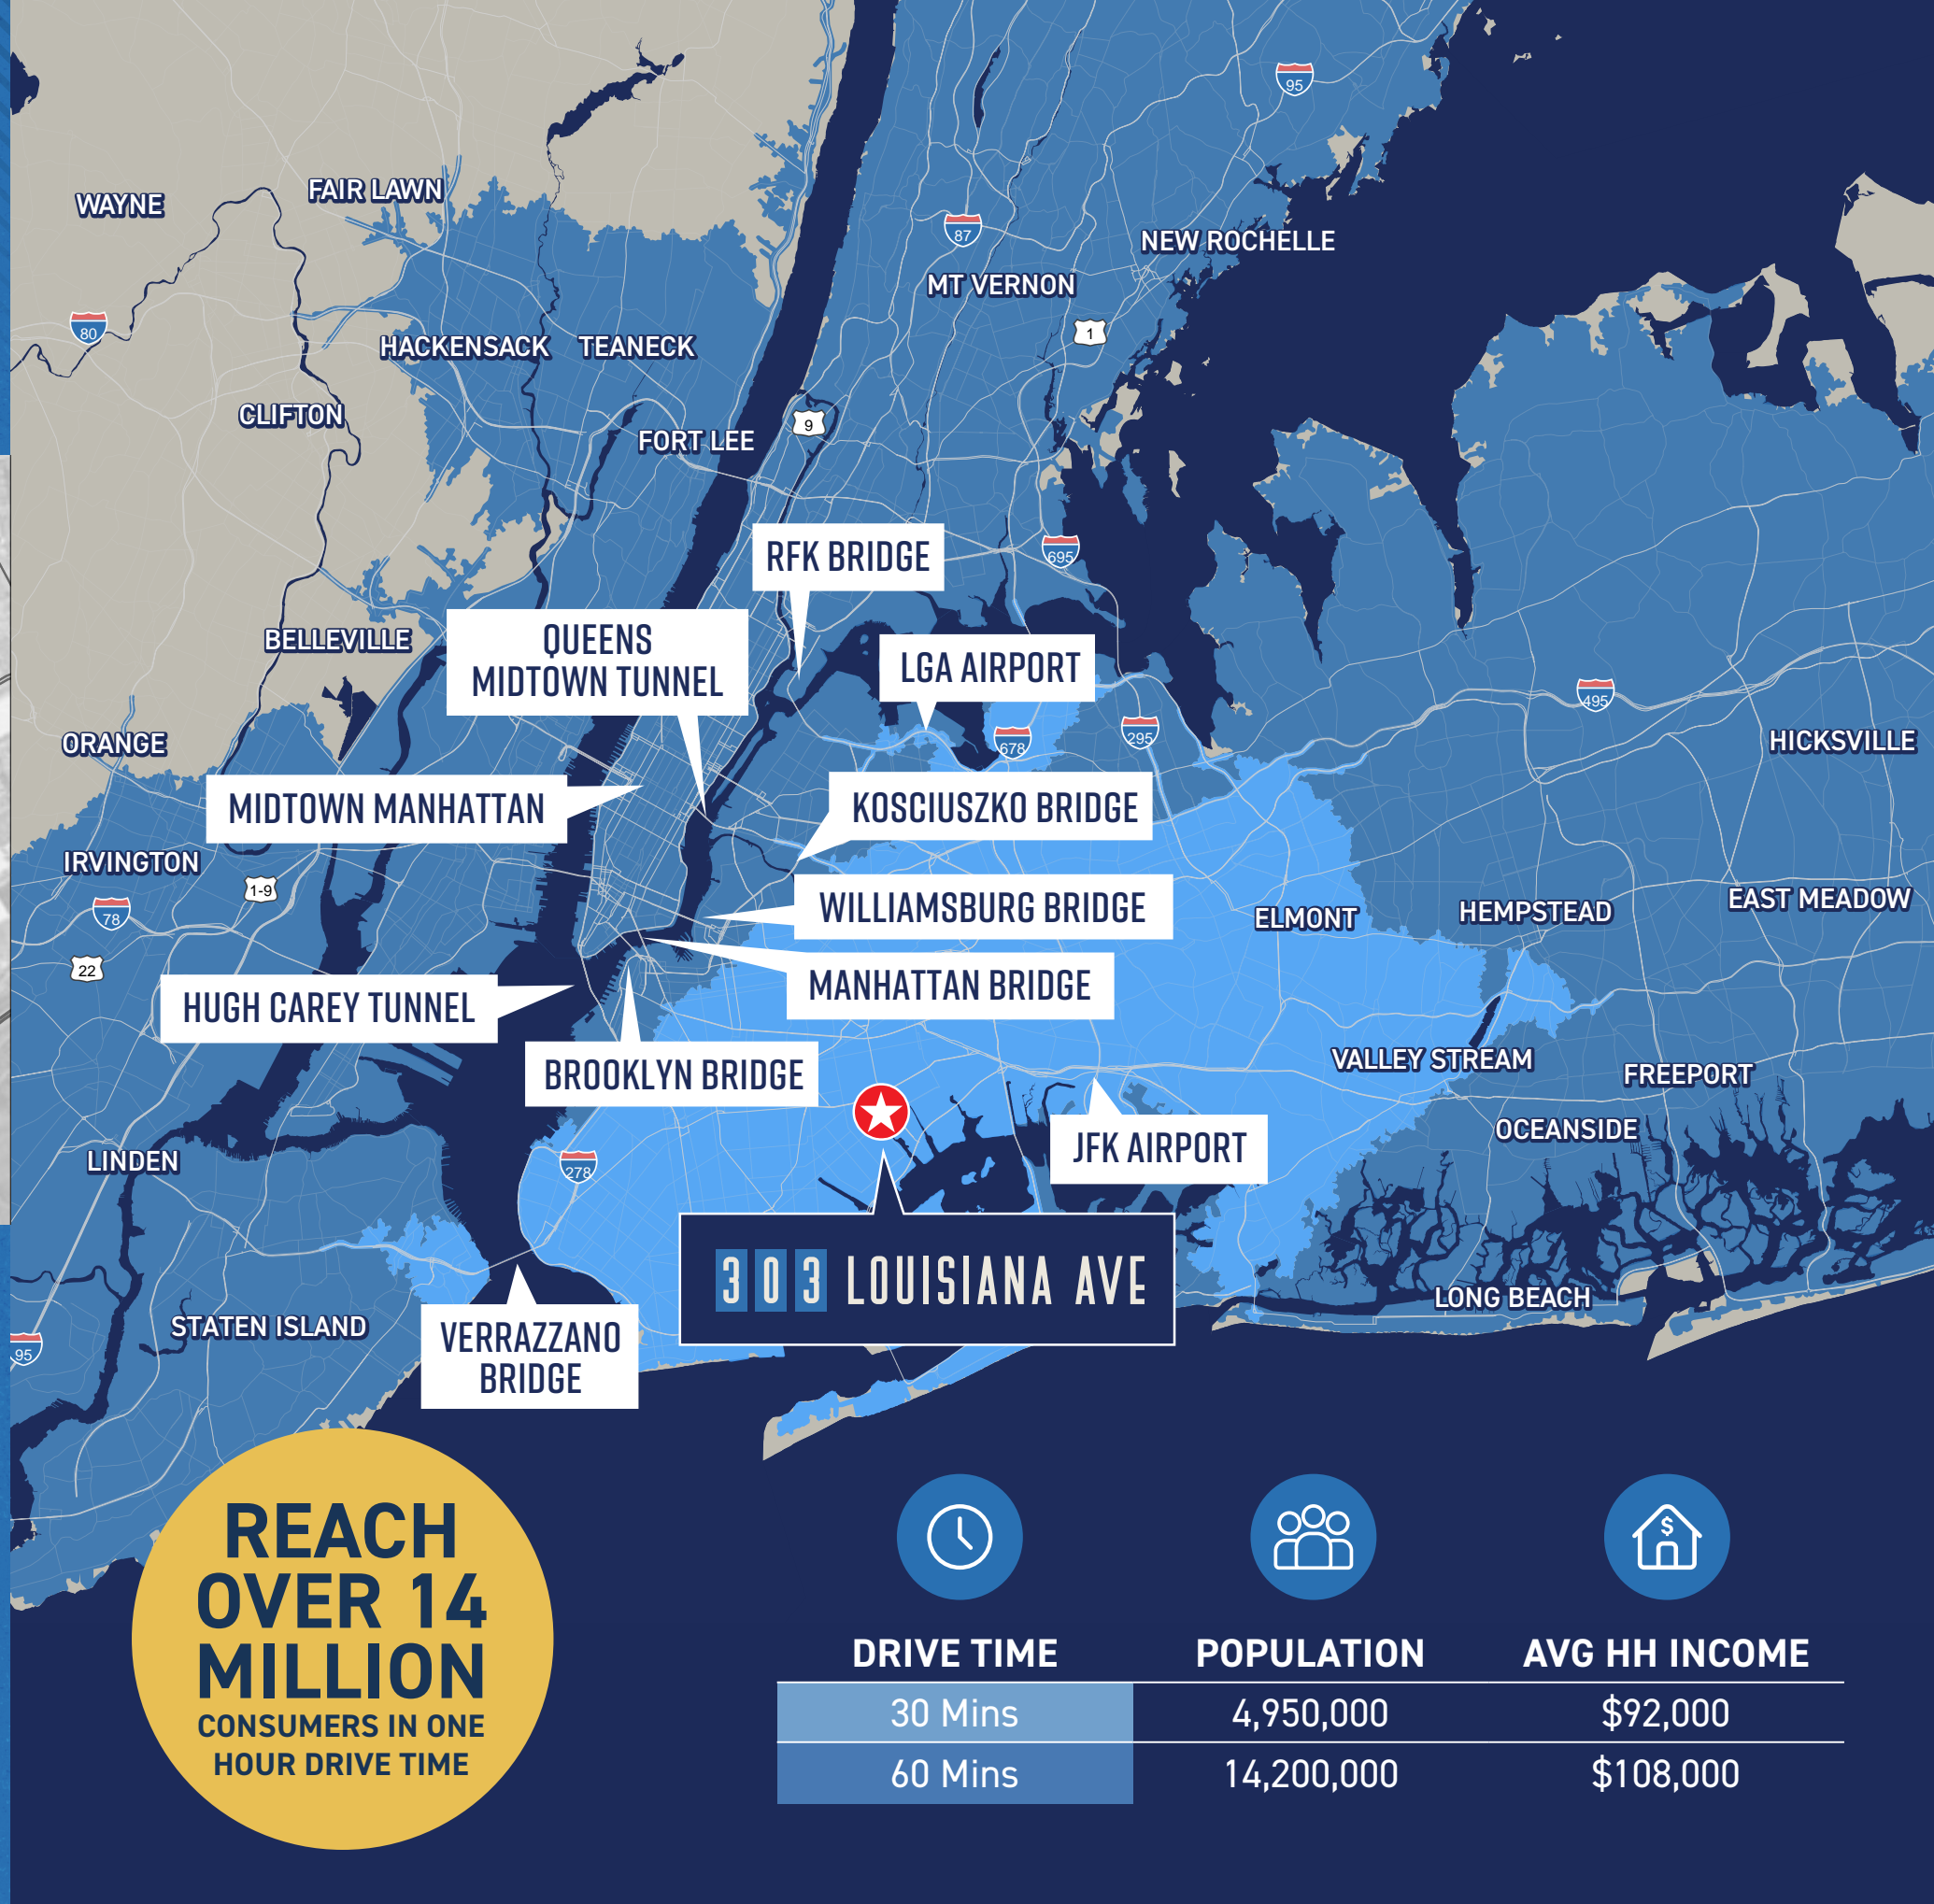 95
WAYNE
FAIR LAWN
87
NEW ROCHELLE
MT VERNON
80
1
HACKENSACK
TEANECK
CLIFTON
9
FORT LEE
RFK BRIDGE
695
QUEENS
MIDTOWN TUNNEL
BELLEVILLE
LGA AIRPORT
495
ORANGE
678
295
HICKSVILLE
MIDTOWN MANHATTAN
KOSCIUSZKO BRIDGE
IRVINGTON
1-9
78
WILLIAMSBURG BRIDGE
ELMONT
HEMPSTEAD
EAST MEADOW
22
MANHATTAN BRIDGE
HUGH CAREY TUNNEL
BROOKLYN BRIDGE
VALLEY STREAM
FREEPORT
OCEANSIDE
JFK AIRPORT
LINDEN
278
303 LOUISIANA AVE
LONG BEACH
STATEN ISLAND
95
VERRAZZANO
BRIDGE
REACH
OVER 14
MILLION
CONSUMERS IN ONE
HOUR DRIVE TIME
$
DRIVE TIME POPULATION AVG HH INCOME
30 Mins 4,950,000 $92,000
60 Mins 14,200,000 $108,000